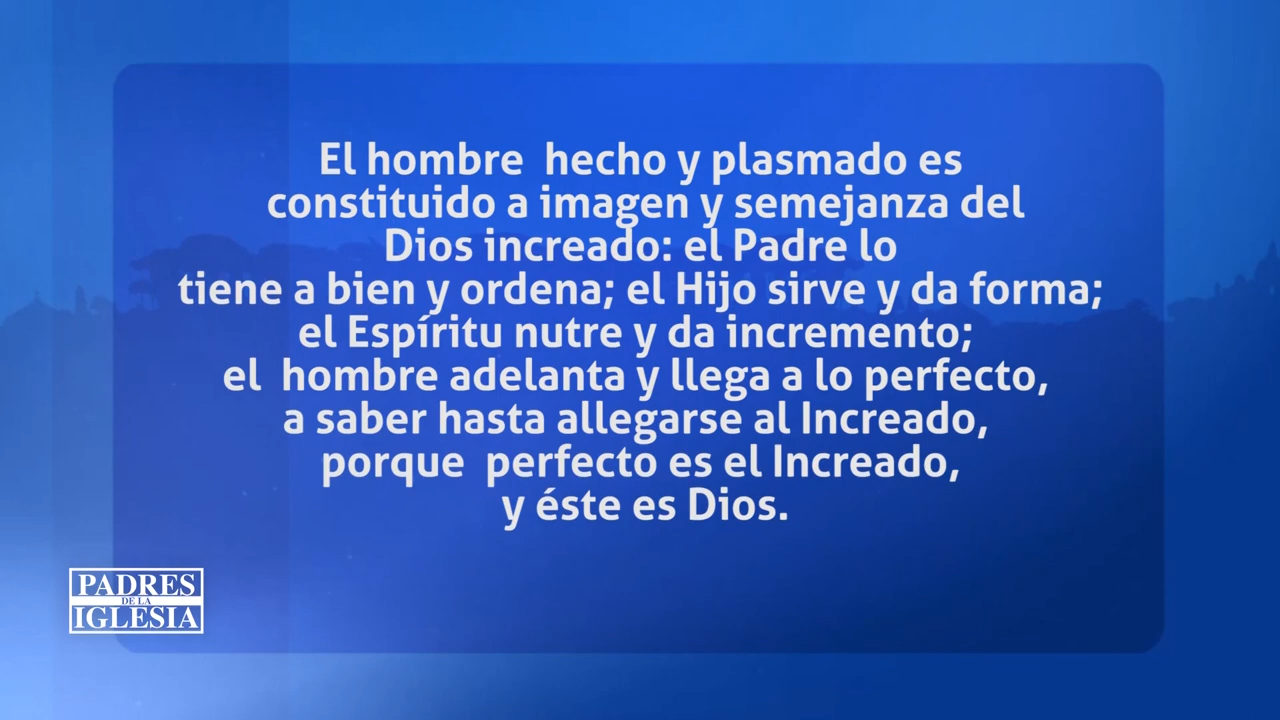 El hombre  hecho y plasmado es
constituido a imagen y semejanza del
Dios increado: el Padre lo
tiene a bien y ordena; el Hijo sirve y da forma;
el Espíritu nutre y da incremento;
el  hombre adelanta y llega a lo perfecto,
a saber hasta allegarse al Increado,
porque  perfecto es el Increado,
y éste es Dios.
PADRES
DE LA
IGLESIA